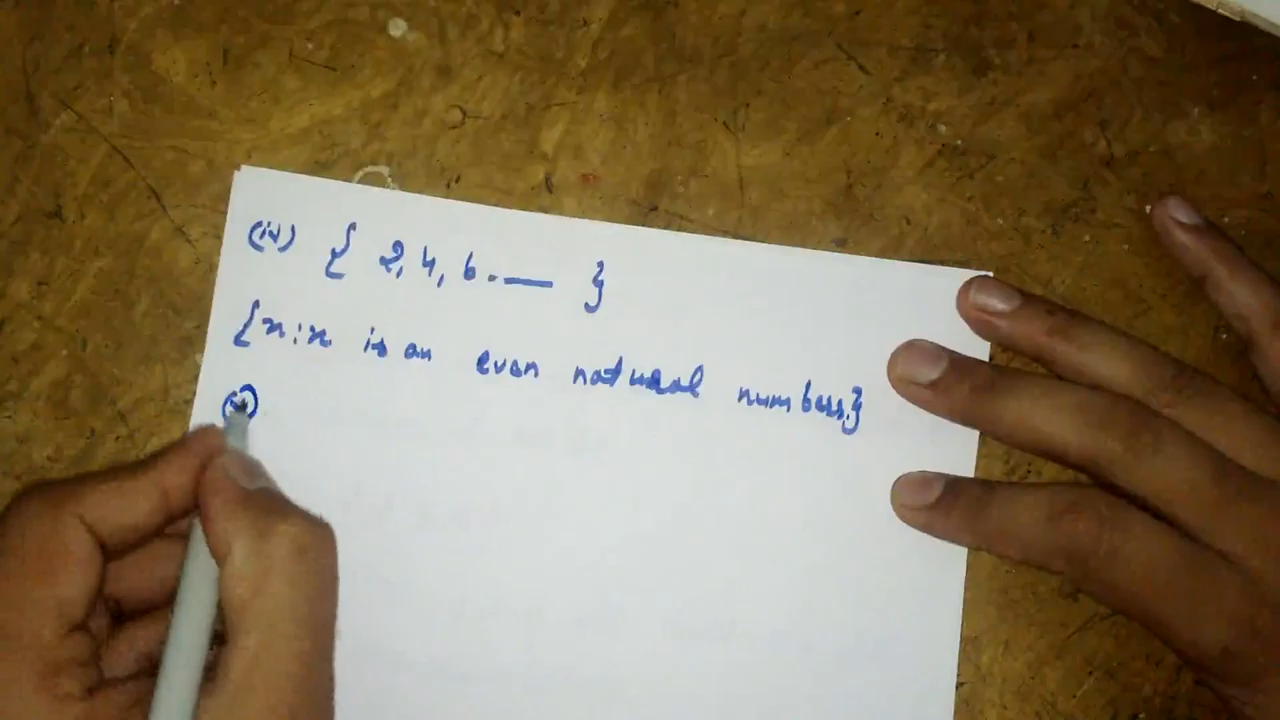 (iv) { 2, 4, 6 . — }
{x : x is an even natural numbers.}
(v)